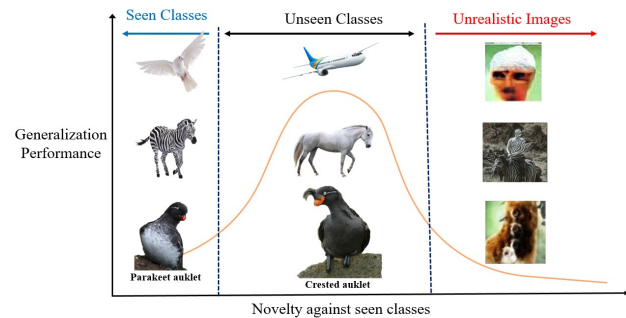 Seen Classes
Unseen Classes
Unrealistic Images
Generalization
Performance
Parakeet auklet
Crested auklet
Novelty against seen classes